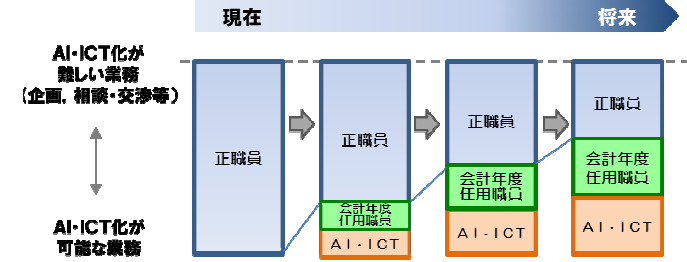 現在
将来
AI・ICT化が
難しい業務
（企画，相談・交渉等）
AI・ICT化が
可能な業務
正職員
正職員
会計年度
任用職員
ＡＩ・ＩＣＴ
正職員
会計年度
任用職員
ＡＩ・ＩＣＴ
正職員
会計年度
任用職員
ＡＩ・ＩＣＴ